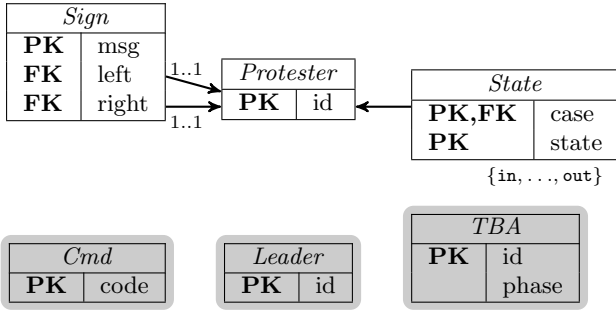 Sign
PK msg
FK left
FK right
1..1
1..1
Protester
PK id
State
PK,FK case
PK state
{in, ..., out}
Cmd
PK code
Leader
PK id
TBA
PK id
phase